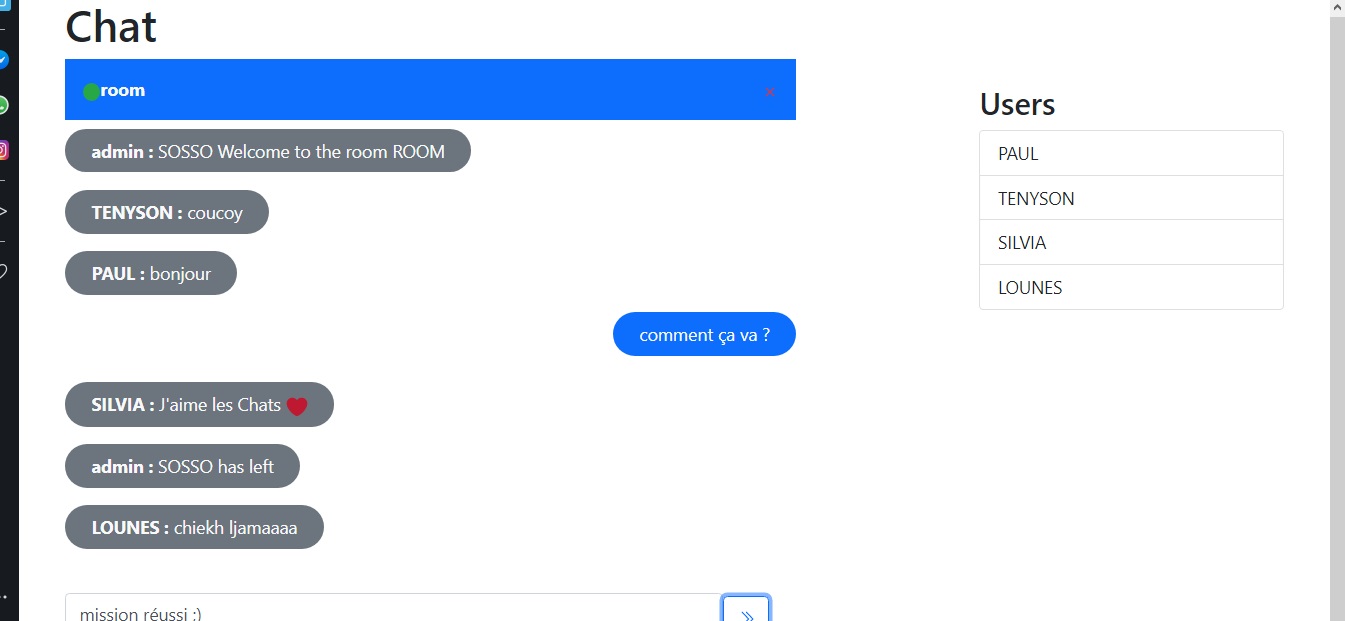 Chat
room
×
admin : SOSSO Welcome to the room ROOM
TENYSON : coucoy
PAUL : bonjour
comment ça va ?
SILVIA : J'aime les Chats ❤
admin : SOSSO has left
LOUNES : chiekh ljamaaaa
mission réussi ;)
»
Users
PAUL
TENYSON
SILVIA
LOUNES